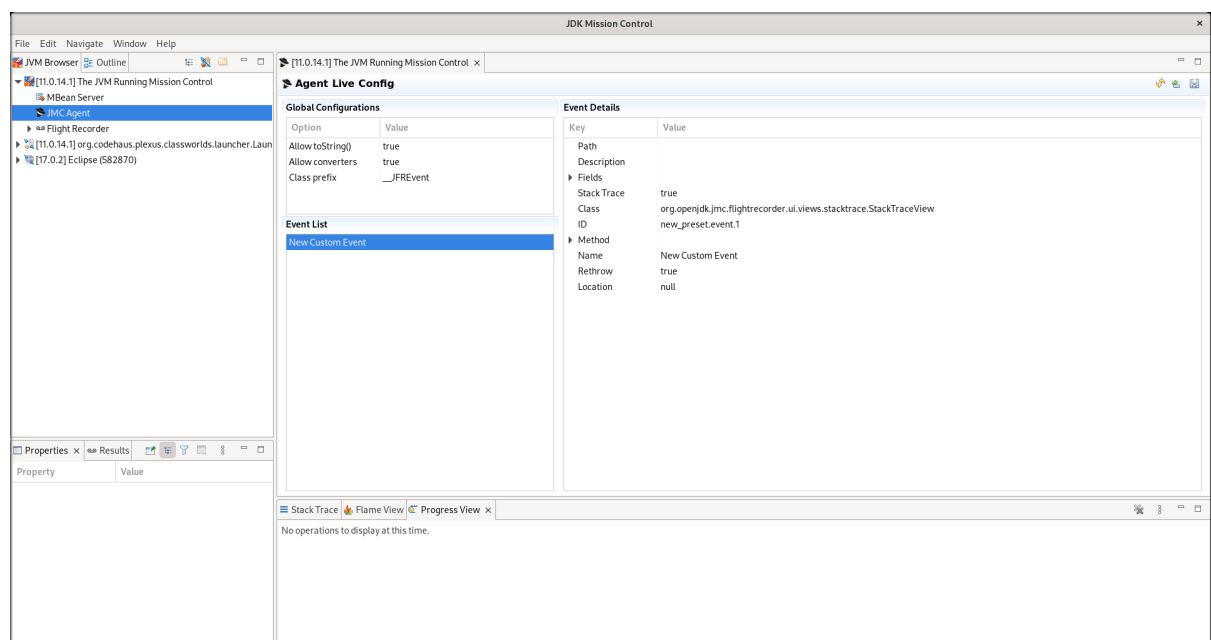 JDK Mission Control
File Edit Navigate Window Help
JVM Browser Outline
[11.0.14.1] The JVM Running Mission Control
MBean Server
JMC Agent
Flight Recorder
[11.0.14.1] org.codehaus.plexus.classworlds.launcher.Laun
[17.0.2] Eclipse (582870)
[11.0.14.1] The JVM Running Mission Control
Agent Live Config
Global Configurations
Option Value
Allow toString() true
Allow converters true
Class prefix __JFREvent
Event List
New Custom Event
Event Details
Key Value
Path
Description
Fields
Stack Trace true
Class org.openjdk.jmc.flightrecorder.ui.views.stacktrace.StackTraceView
ID new_preset.event.1
Method
Name New Custom Event
Rethrow true
Location null
Properties Results
Property Value
Stack Trace Flame View Progress View
No operations to display at this time.